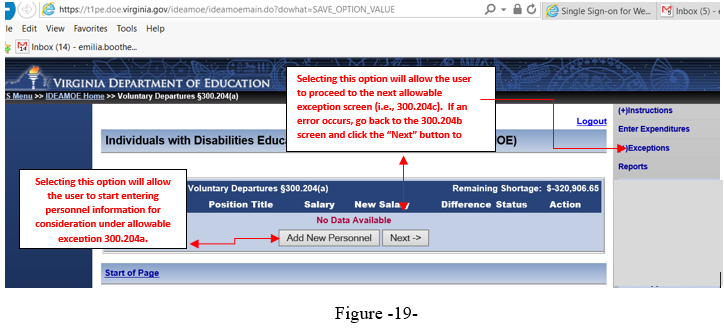 https://t1pe.doe.virginia.gov/ideamoe/ideamoemain.do?dowhat=SAVE_OPTION_VALUE
Single Sign-on for We...
Inbox (5) -
le Edit View Favorites Tools Help
Inbox (14) - emilia.boothe...
VIRGINIA DEPARTMENT OF EDUCATION
S Menu >> IDEAMOE Home >> Voluntary Departures §300.204(a)
Selecting this option will allow the user
to proceed to the next allowable
exception screen (i.e., 300.204c). If an
error occurs, go back to the 300.204b
screen and click the “Next” button to
Logout
(+)Instructions
Enter Expenditures
)Exceptions
Reports
Individuals with Disabilities Educ
OE)
Selecting this option will allow
the user to start entering
personnel information for
consideration under allowable
exception 300.204a.
Voluntary Departures §300.204(a)
Remaining Shortage: $-320,906.65
Position Title Salary New Salary Difference Status Action
No Data Available
Add New Personnel
Next ->
Start of Page
Figure -19-